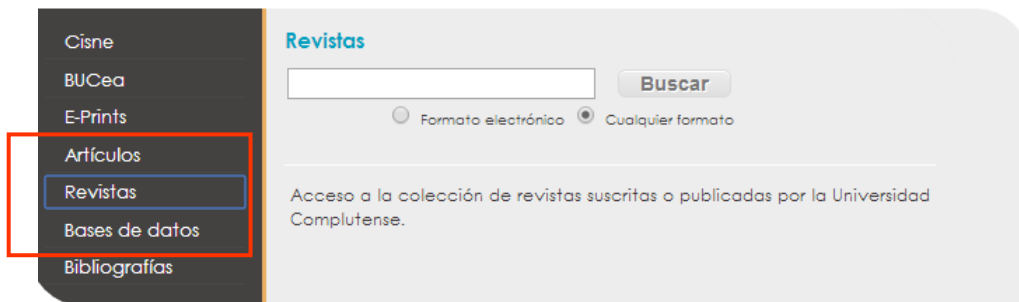 Cisne
BUCea
E-Prints
Artículos
Revistas
Bases de datos
Bibliografías
Revistas
Buscar
Formato electrónico Cualquier formato
Acceso a la colección de revistas suscritas o publicadas por la Universidad
Complutense.